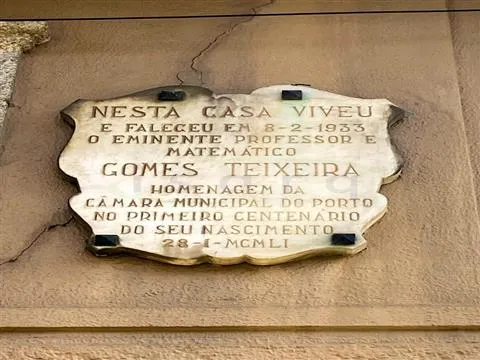 NESTA CASA VIVEU
E FALECEU EM 8-2-1933
O EMINENTE PROFESSOR E
MATEMÁTICO
GOMES TEIXEIRA
HOMENAGEM DA
CÂMARA MUNICIPAL DO PORTO
NO PRIMEIRO CENTENÁRIO
DO SEU NASCIMENTO
28-1-MCMLI